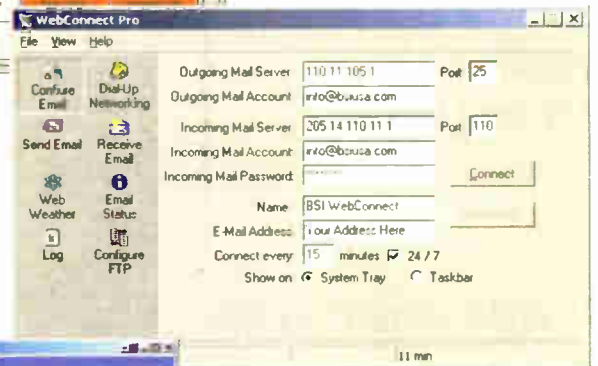 WebConnect Pro
File View Help
Configure Email
Dial-Up Networking
Send Email
Receive Email
Web Weather
Email Status
Log
Configure FTP
Outgoing Mail Server 110 11 105 1 Port 25
Outgoing Mail Account info@bsiusa com
Incoming Mail Server 205 14 110 11 1 Port 110
Incoming Mail Account info@bsiusa com
Incoming Mail Password
Connect
Name BSI WebConnect
E-Mail Address Your Address Here
Connect every 15 minutes 24 / 7
Show on System Tray Taskbar
11 min